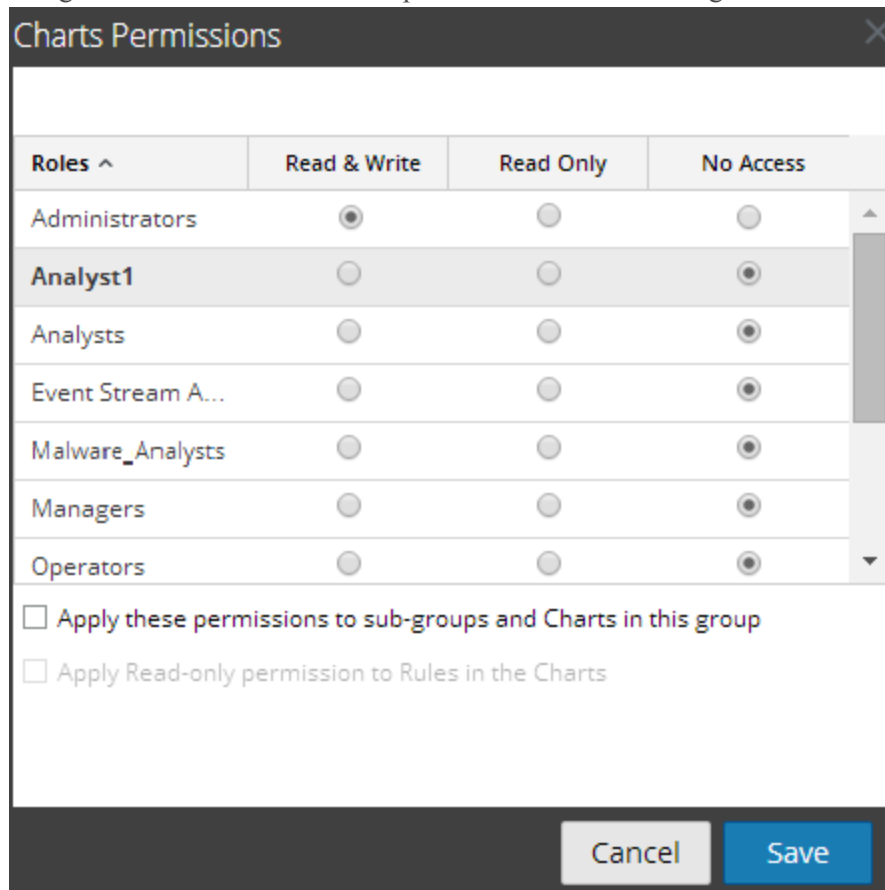 Charts Permissions
Roles Read & Write Read Only No Access
Administrators
Analyst1
Analysts
Event Stream A...
Malware_Analysts
Managers
Operators
Apply these permissions to sub-groups and Charts in this group
Apply Read-only permission to Rules in the Charts
Cancel Save